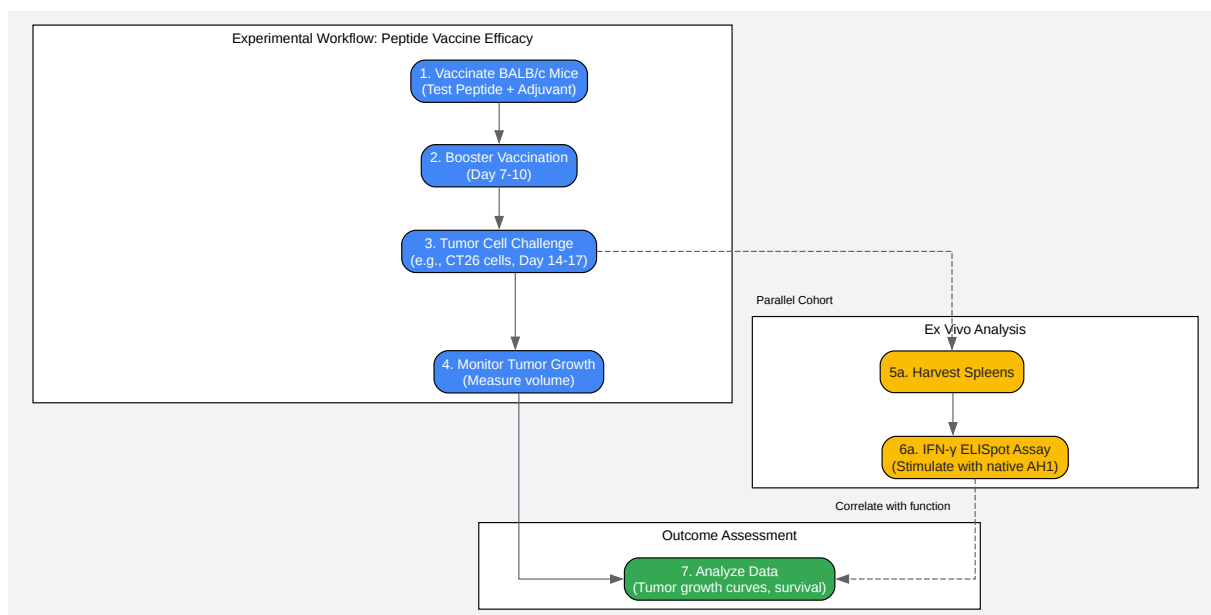 Experimental Workflow: Peptide Vaccine Efficacy
1. Vaccinate BALB/c Mice
(Test Peptide + Adjuvant)
2. Booster Vaccination
(Day 7-10)
3. Tumor Cell Challenge
(e.g., CT26 cells, Day 14-17)
Parallel Cohort
Ex Vivo Analysis
4. Monitor Tumor Growth
(Measure volume)
5a. Harvest Spleens
6a. IFN-γ ELISpot Assay
(Stimulate with native AH1)
Correlate with function
Outcome Assessment
7. Analyze Data
(Tumor growth curves, survival)